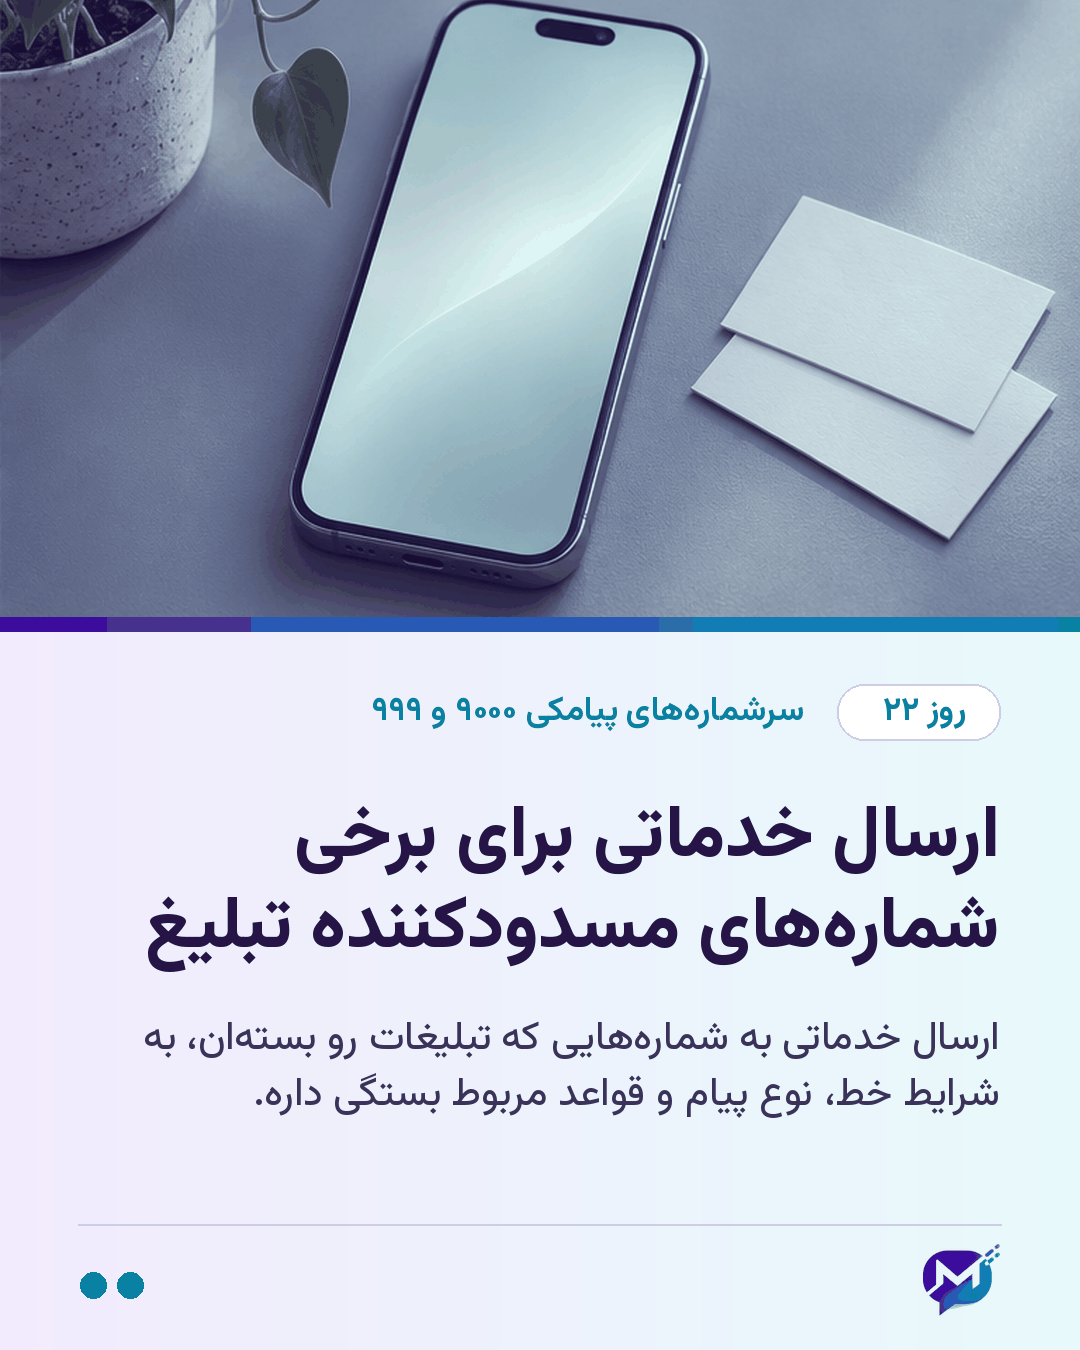 روز ۲۲
سرشماره‌های پیامکی ۹۰۰۰ و ۹۹۹
ارسال خدماتی برای برخی
شماره‌های مسدودکننده تبلیغ
ارسال خدماتی به شماره‌هایی که تبلیغات رو بسته‌ان، به
شرایط خط، نوع پیام و قواعد مربوط بستگی داره.